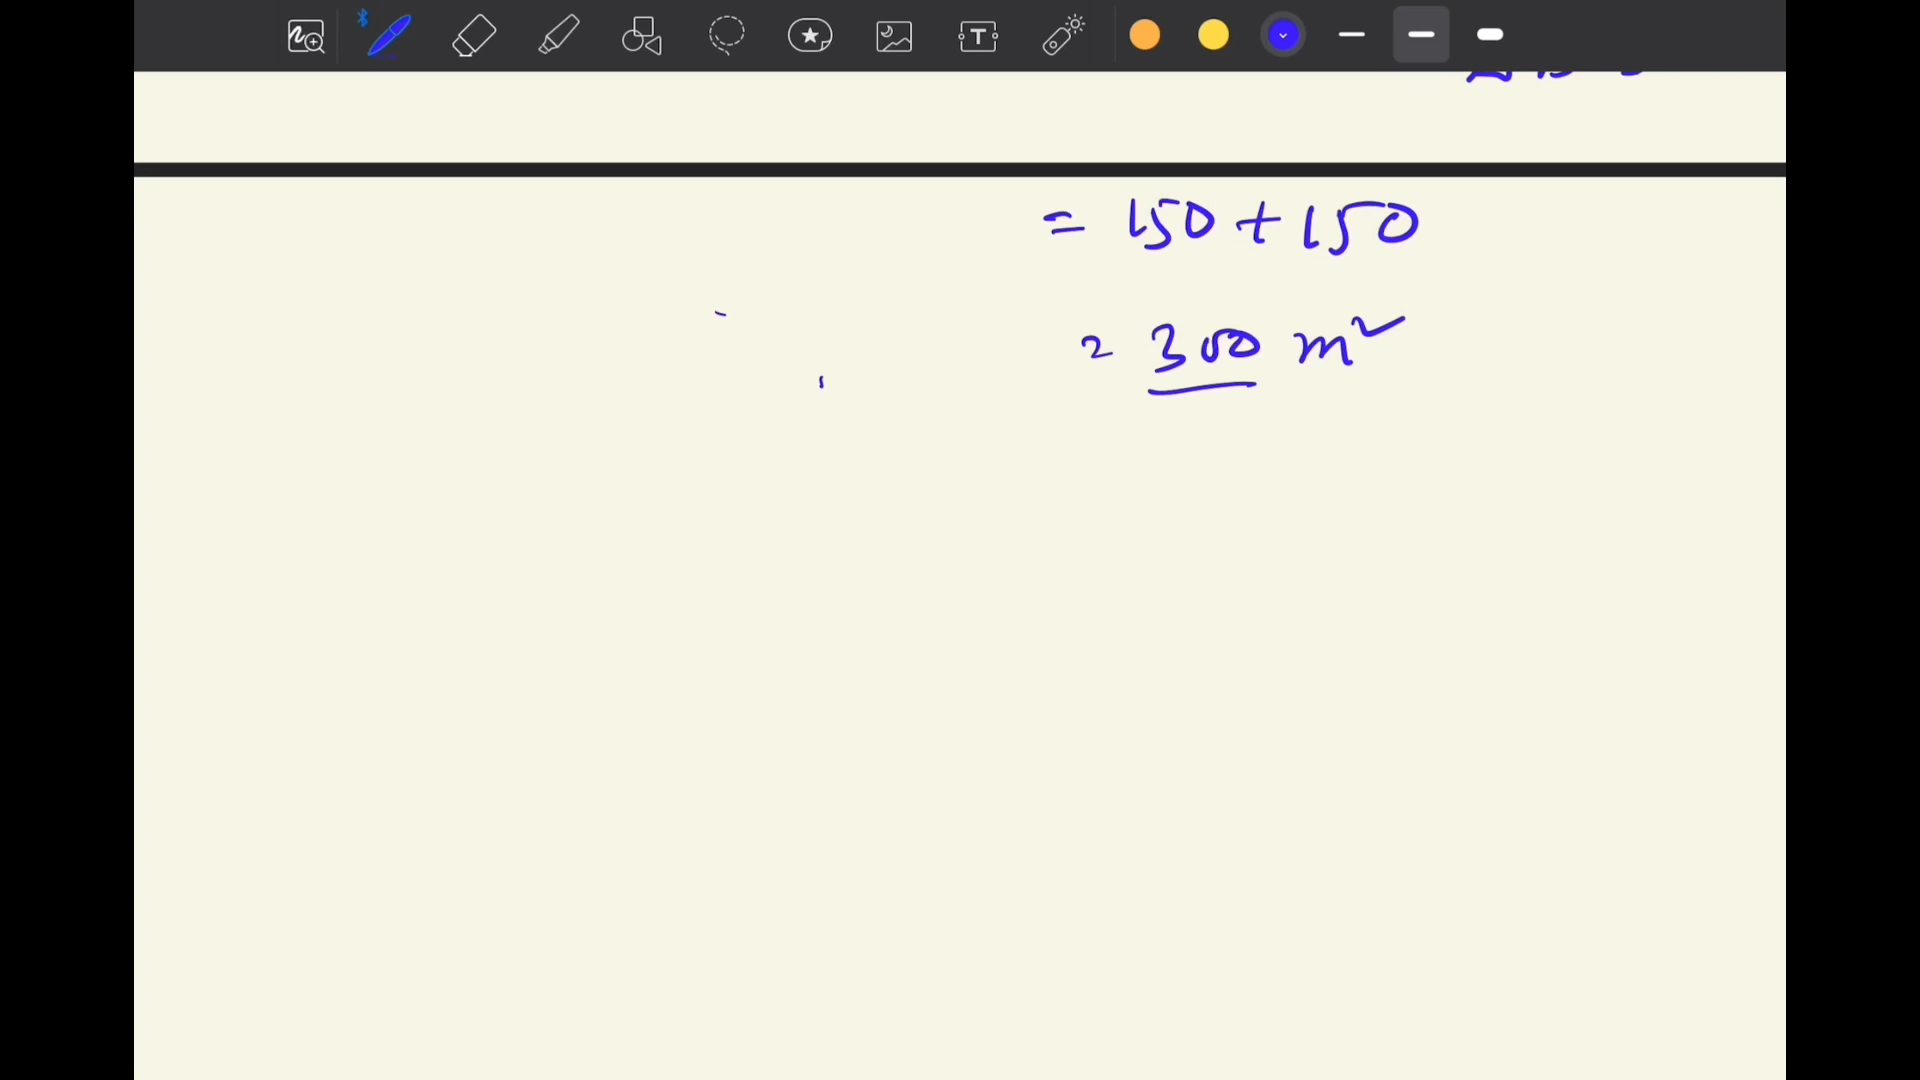 = 150 + 150
= 300 m²